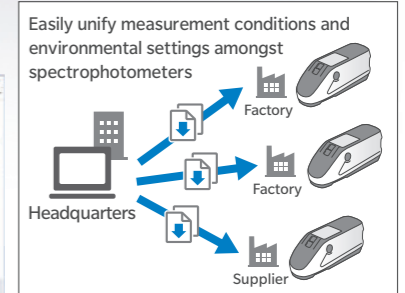 Easily unify measurement conditions and
environmental settings amongst
spectrophotometers
Factory
Factory
Headquarters
Supplier